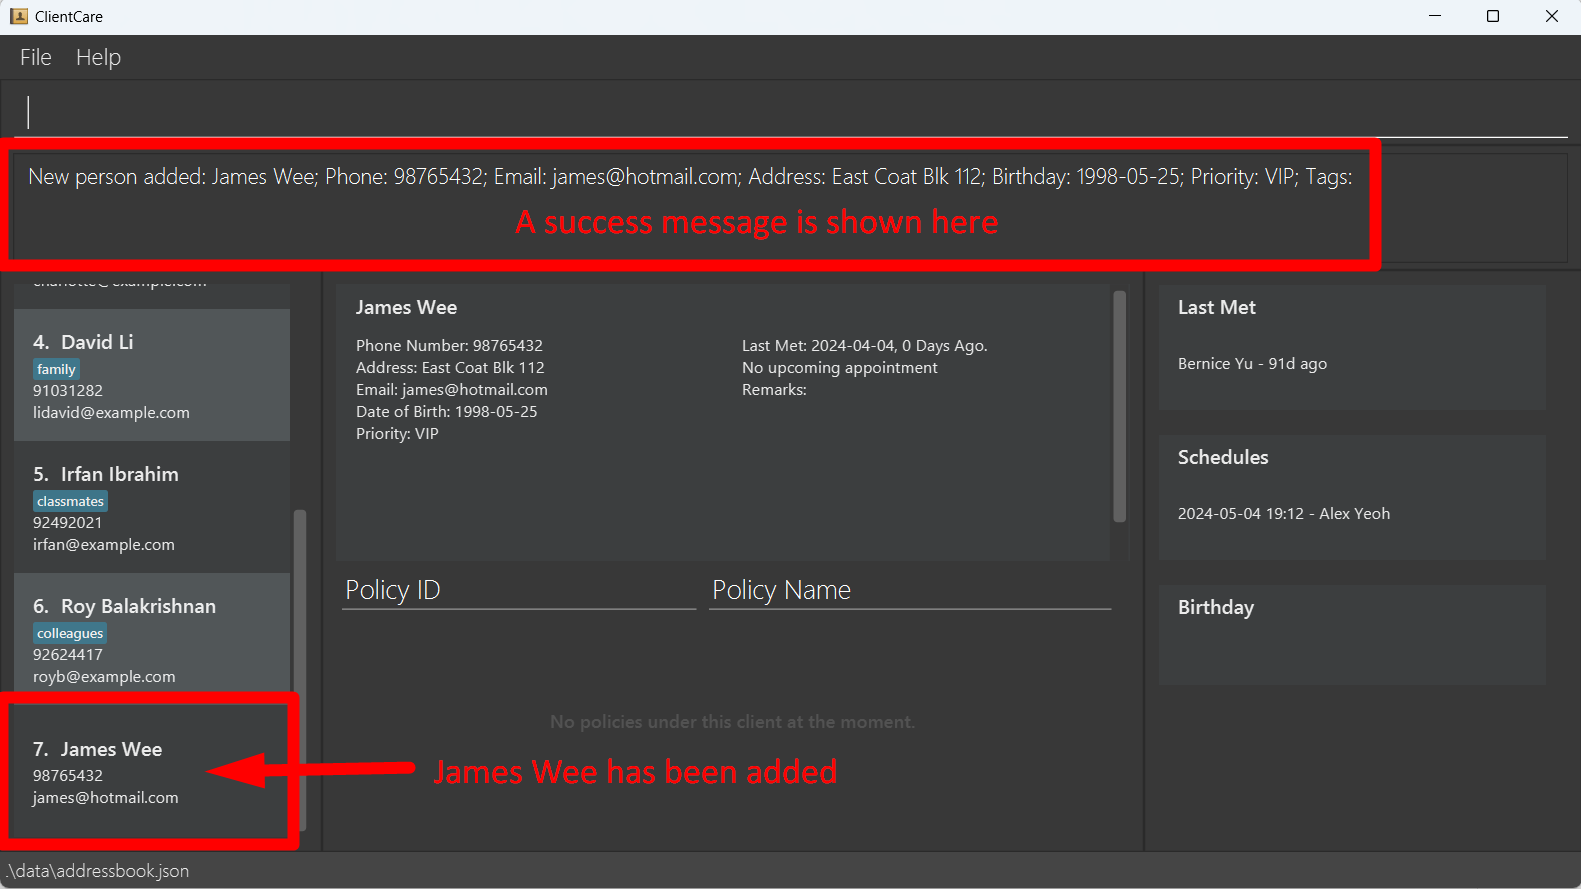 ClientCare
File Help
New person added: James Wee; Phone: 98765432; Email: james@hotmail.com; Address: East Coat Blk 112; Birthday: 1998-05-25; Priority: VIP; Tags:
A success message is shown here
4. David Li
family
91031282
lidavid@example.com
5. Irfan Ibrahim
classmates
92492021
irfan@example.com
6. Roy Balakrishnan
colleagues
92624417
royb@example.com
7. James Wee
98765432
james@hotmail.com
James Wee
Phone Number: 98765432
Address: East Coat Blk 112
Email: james@hotmail.com
Date of Birth: 1998-05-25
Priority: VIP
Last Met: 2024-04-04, 0 Days Ago.
No upcoming appointment
Remarks:
Policy ID Policy Name
No policies under this client at the moment.
James Wee has been added
Last Met
Bernice Yu - 91d ago
Schedules
2024-05-04 19:12 - Alex Yeoh
Birthday
.\data\addressbook.json